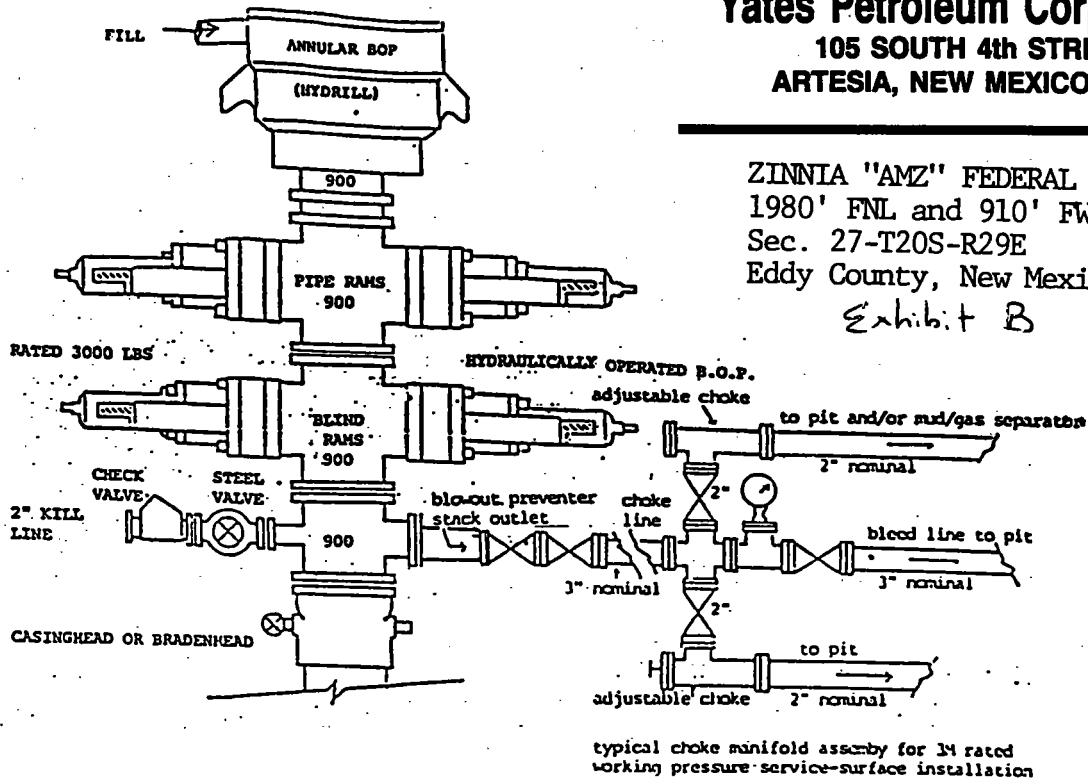 Yates Petroleum Cor
105 SOUTH 4th STRE
ARTESIA, NEW MEXICO
ZINNIA "AMZ" FEDERAL
1980' FNL and 910' FW
Sec. 27-T20S-R29E
Eddy County, New Mexi
Exhibit B
FILL
ANNULAR BOP
(HYDRILL)
900
PIPE RAMS
900
RATED 3000 LBS
HYDRAULICALLY OPERATED B.O.P.
adjustable choke
to pit and/or mud/gas separator
2" nominal
BLIND
RAMS
900
CHECK
VALVE
STEEL
VALVE
2" KILL
LINE
900
blowout preventer
stack outlet
choke
line
3" nominal
2"
bleed line to pit
3" nominal
2"
CASINGHEAD OR BRADENHEAD
to pit
adjustable choke
2" nominal
typical choke manifold assemby for 3M rated
working pressure service-surface installation